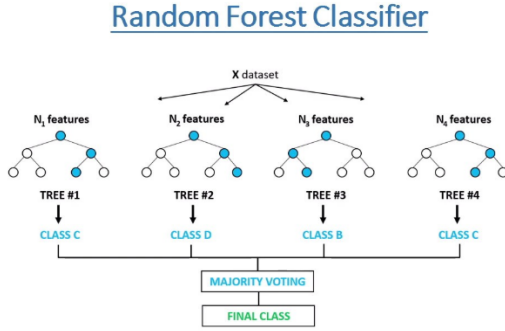 Random Forest Classifier
X dataset
N₁ features N₂ features N₃ features N₄ features
TREE #1 TREE #2 TREE #3 TREE #4
CLASS C CLASS D CLASS B CLASS C
MAJORITY VOTING
FINAL CLASS